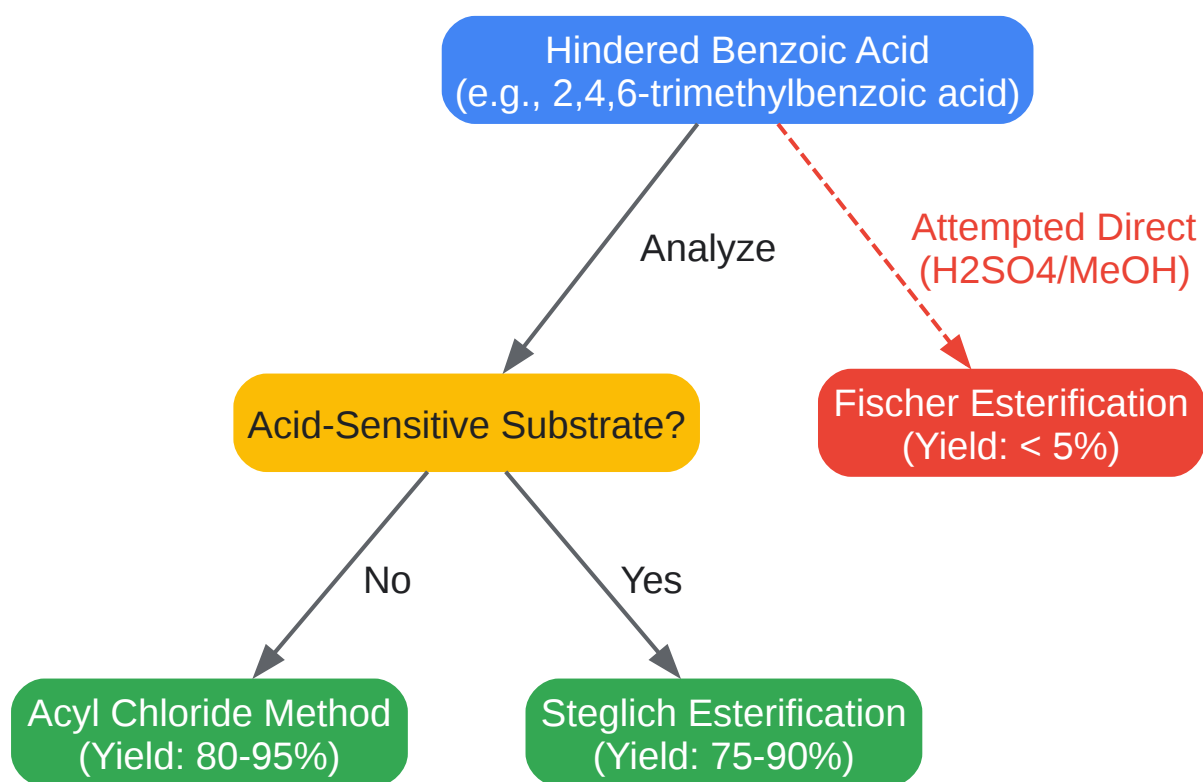 Hindered Benzoic Acid
(e.g., 2,4,6-trimethylbenzoic acid)
Analyze
Attempted Direct
(H2SO4/MeOH)
Acid-Sensitive Substrate?
Fischer Esterification
(Yield: < 5%)
No
Yes
Acyl Chloride Method
(Yield: 80-95%)
Steglich Esterification
(Yield: 75-90%)